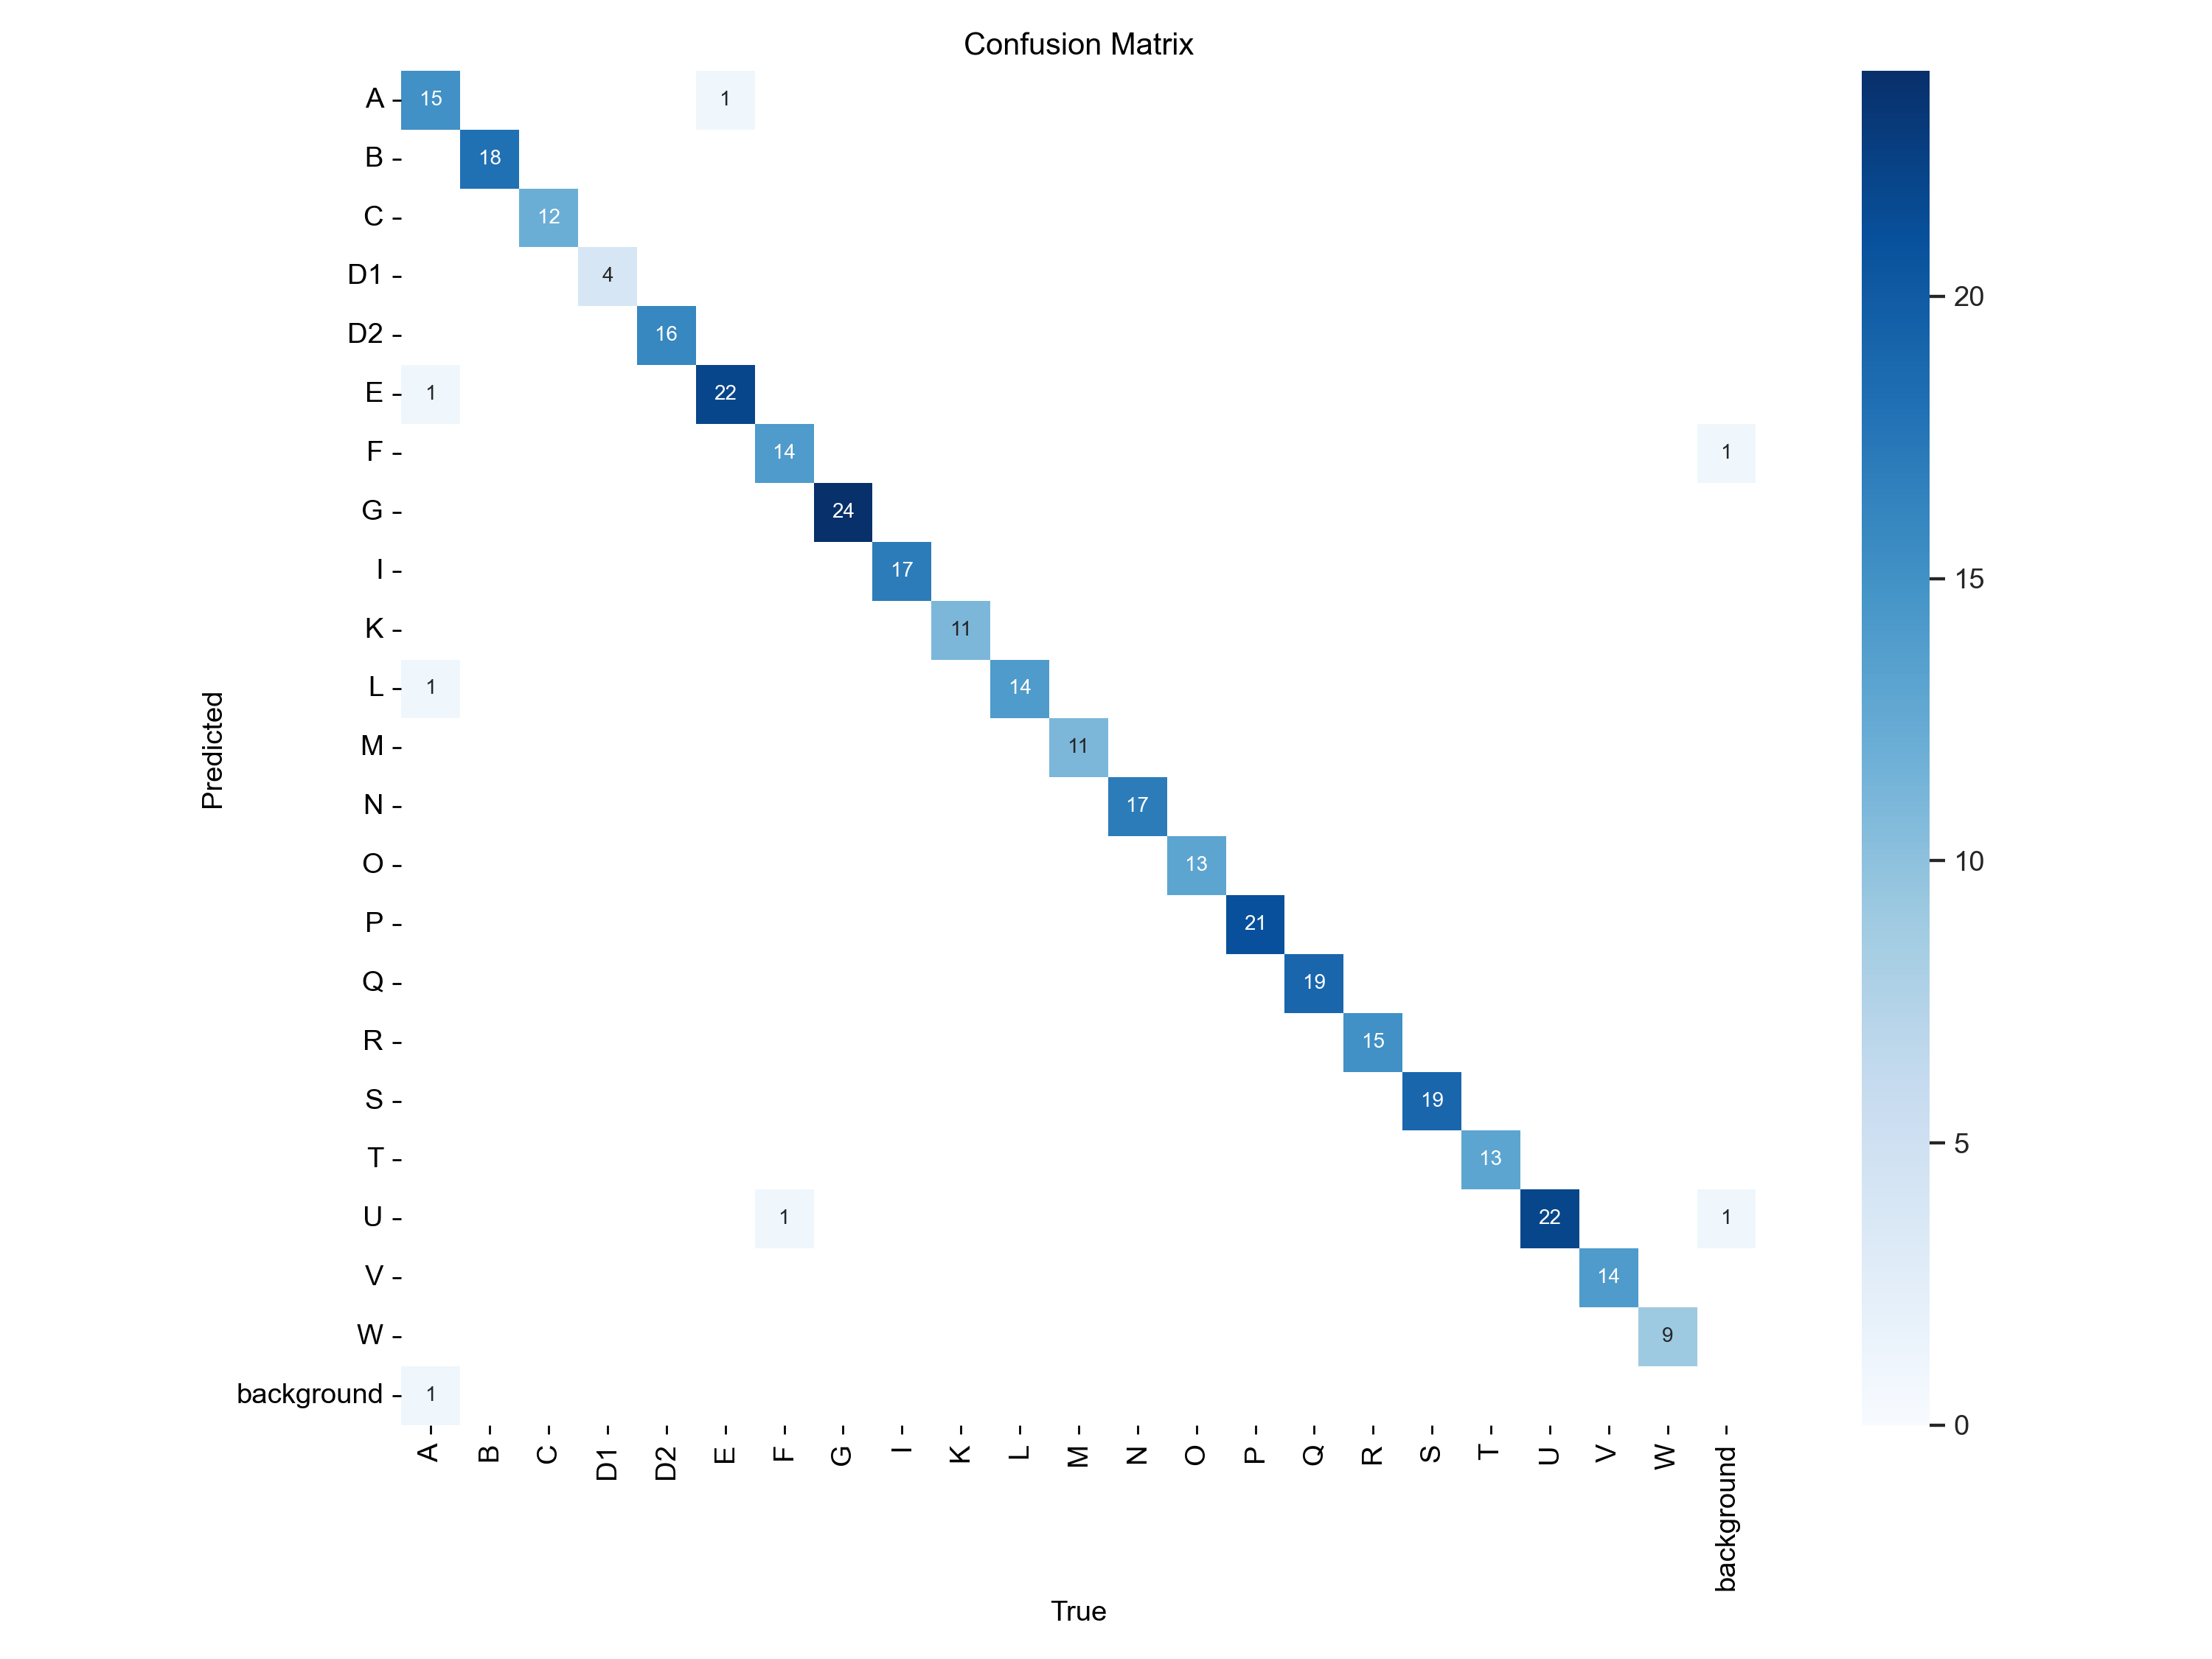 Confusion Matrix
A 15 1
B 18
C 12
D1 4
D2 16
E 1 22
F 14 1
G 24
I 17
K 11
L 1 14
M 11
N 17
O 13
P 21
Q 19
R 15
S 19
T 13
U 1 22 1
V 14
W 9
background 1
A B C D1 D2 E F G I K L M N O P Q R S T U V W background
Predicted
True
20
15
10
5
0